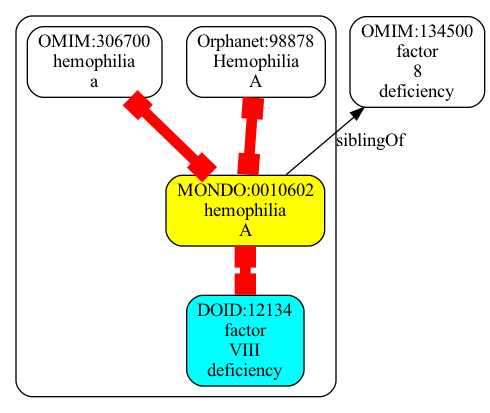 OMIM:306700
hemophilia
a
Orphanet:98878
Hemophilia
A
OMIM:134500
factor
8
deficiency
siblingOf
MONDO:0010602
hemophilia
A
DOID:12134
factor
VIII
deficiency